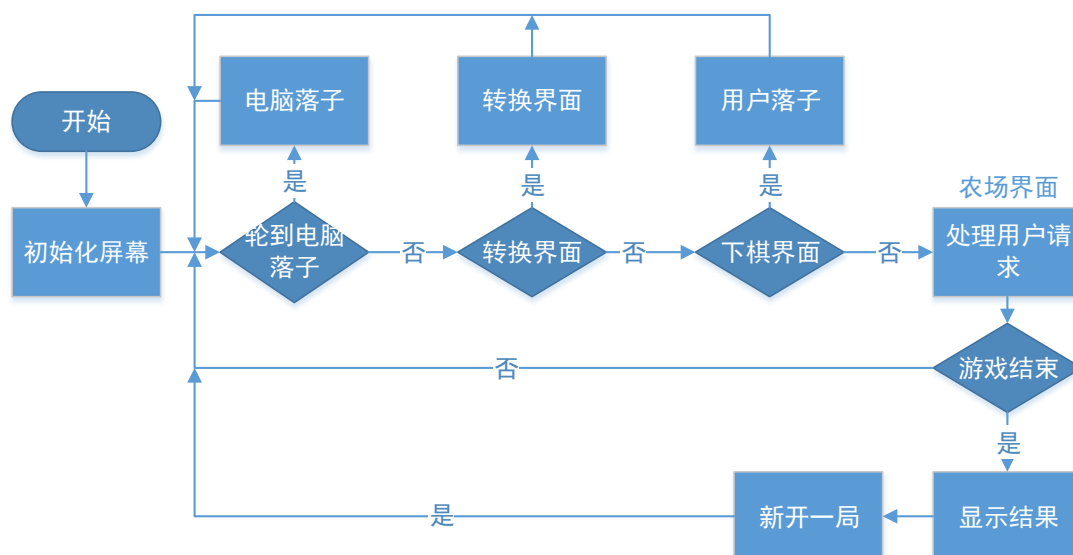 电脑落子
转换界面
用户落子
开始
是
是
是
农场界面
初始化屏幕
轮到电脑
落子
否
转换界面
否
下棋界面
否
处理用户请
求
否
游戏结束
是
是
新开一局
显示结果